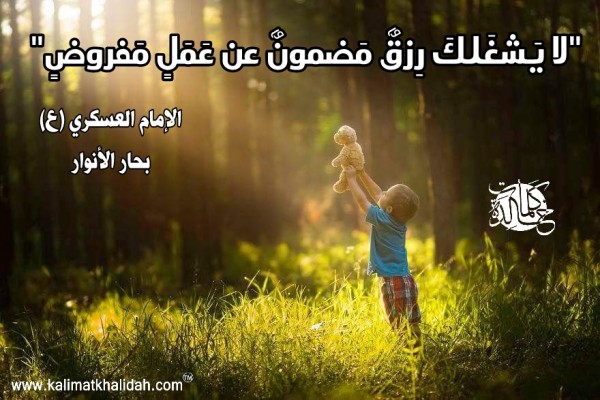 "لا يَشغَلكَ رِزقٌ مَضمونٌ عن عَمَلٍ مَفروضٍ"
الإمام العسكري (ع)
بحار الأنوار
كلمات خالدة
www.kalimatkhalidah.com™